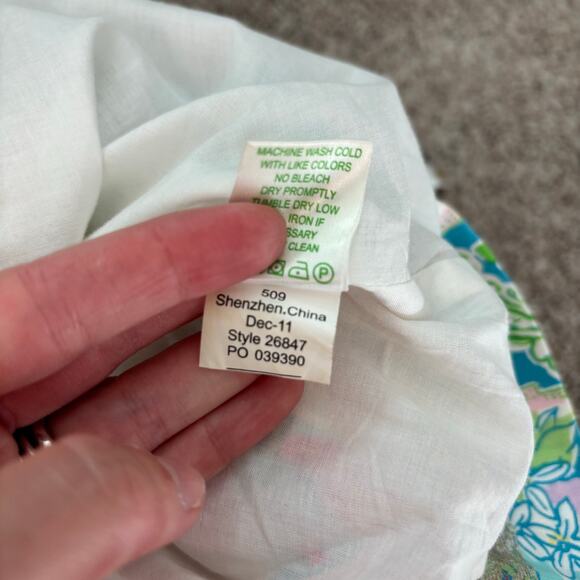 MACHINE WASH COLD
WITH LIKE COLORS
NO BLEACH
DRY PROMPTLY
TUMBLE DRY LOW
IRON IF
SSARY
CLEAN
P
509
Shenzhen.China
Dec-11
Style 26847
PO 039390